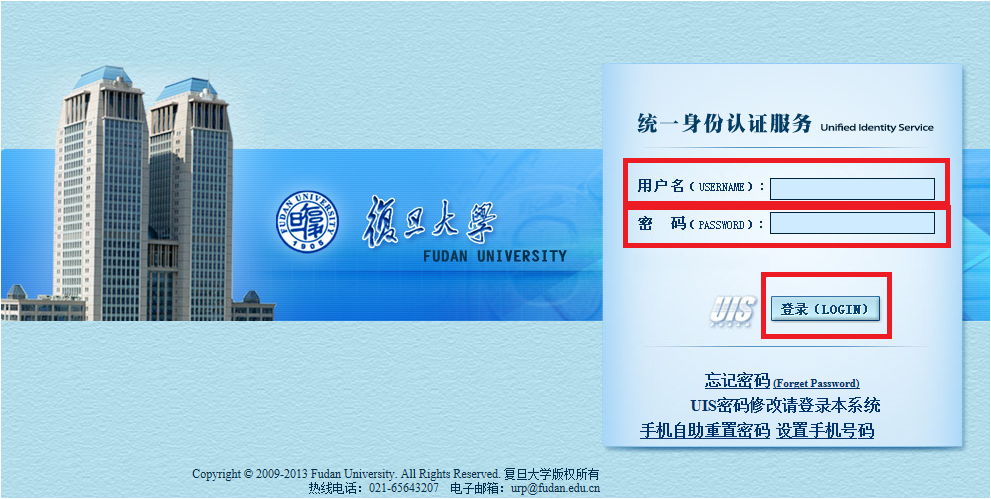 统一身份认证服务 Unified Identity Service
用户名（USERNAME）：
密 码（PASSWORD）：
FUDAN UNIVERSITY
1905
復旦大學
FUDAN UNIVERSITY
UIS 登录（LOGIN）
忘记密码(Forget Password)
UIS密码修改请登录本系统
手机自助重置密码 设置手机号码
Copyright © 2009-2013 Fudan University. All Rights Reserved. 复旦大学版权所有
热线电话：021-65643207 电子邮箱：urp@fudan.edu.cn